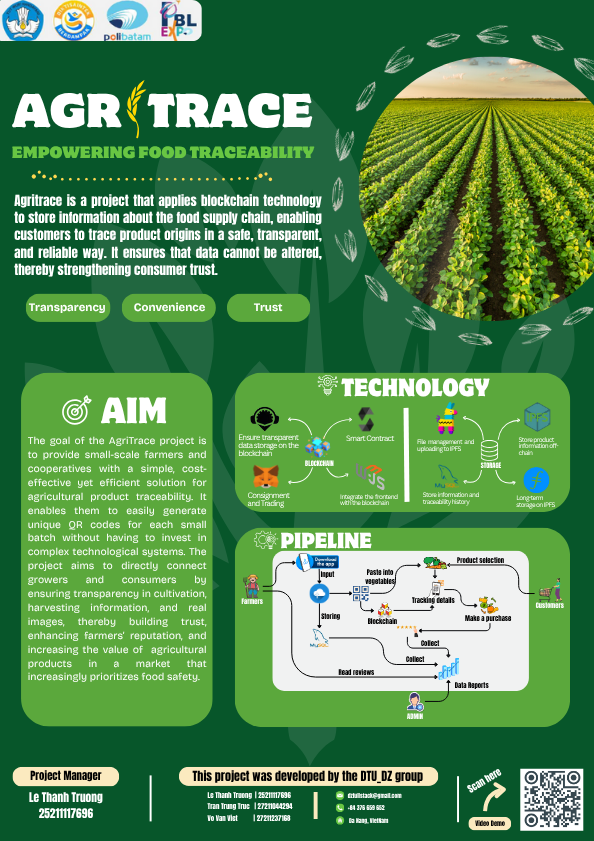 polibatam
PBL
EXPO
AGRITRACE
EMPOWERING FOOD TRACEABILITY
Agritrace is a project that applies blockchain technology
to store information about the food supply chain, enabling
customers to trace product origins in a safe, transparent,
and reliable way. It ensures that data cannot be altered,
thereby strengthening consumer trust.
Transparency
Convenience
Trust
AIM
The goal of the AgriTrace project is
to provide small-scale farmers and
cooperatives with a simple, cost-
effective yet efficient solution for
agricultural product traceability. It
enables them to easily generate
unique QR codes for each small
batch without having to invest in
complex technological systems. The
project aims to directly connect
growers and consumers by
ensuring transparency in cultivation,
harvesting information, and real
images, thereby building trust,
enhancing farmers' reputation, and
increasing the value of agricultural
products in a market that
increasingly prioritizes food safety.
TECHNOLOGY
Ensure transparent
data storage on the
blockchain
Smart Contract
BLOCKCHAIN
Consignment
and Trading
JS
Integrate the frontend
with the blockchain
File management and
uploading to IPFS
Store product
information off-
chain
STORAGE
MySQL
Store information and
traceability history
Long-term
storage on IPFS
PIPELINE
Download
the app
Input
Paste into
vegetables
Product selection
Farmers
Customers
Tracking details
Blockchain
Storing
Make a purchase
MySQL
Collect
Collect
Read reviews
Data Reports
ADMIN
Project Manager
Le Thanh Truong
25211117696
This project was developed by the DTU_DZ group
Le Thanh Truong | 25211117696
Tran Trung Truc | 27211044294
Vo Van Viet | 27211237168
dzfullstack@gmail.com
+84 376 659 652
Da Nang, VietNam
Scan here
Video Demo